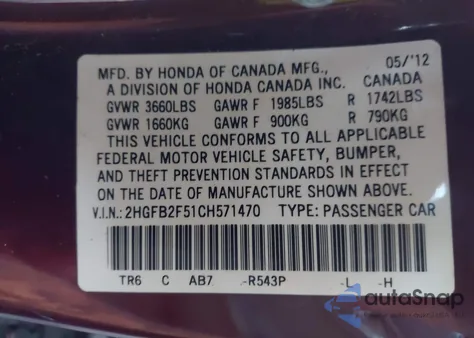 MFD. BY HONDA OF CANADA MFG., 05/'12
A DIVISION OF HONDA CANADA INC. CANADA
GVWR 3660LBS GAWR F 1985LBS R 1742LBS
GVWR 1660KG GAWR F 900KG R 790KG
THIS VEHICLE CONFORMS TO ALL APPLICABLE
FEDERAL MOTOR VEHICLE SAFETY, BUMPER,
AND THEFT PREVENTION STANDARDS IN EFFECT
ON THE DATE OF MANUFACTURE SHOWN ABOVE.
V.I.N.: 2HGFB2F51CH571470 TYPE: PASSENGER CAR
TR6 C AB7 -R543P -L -H
autoSnap